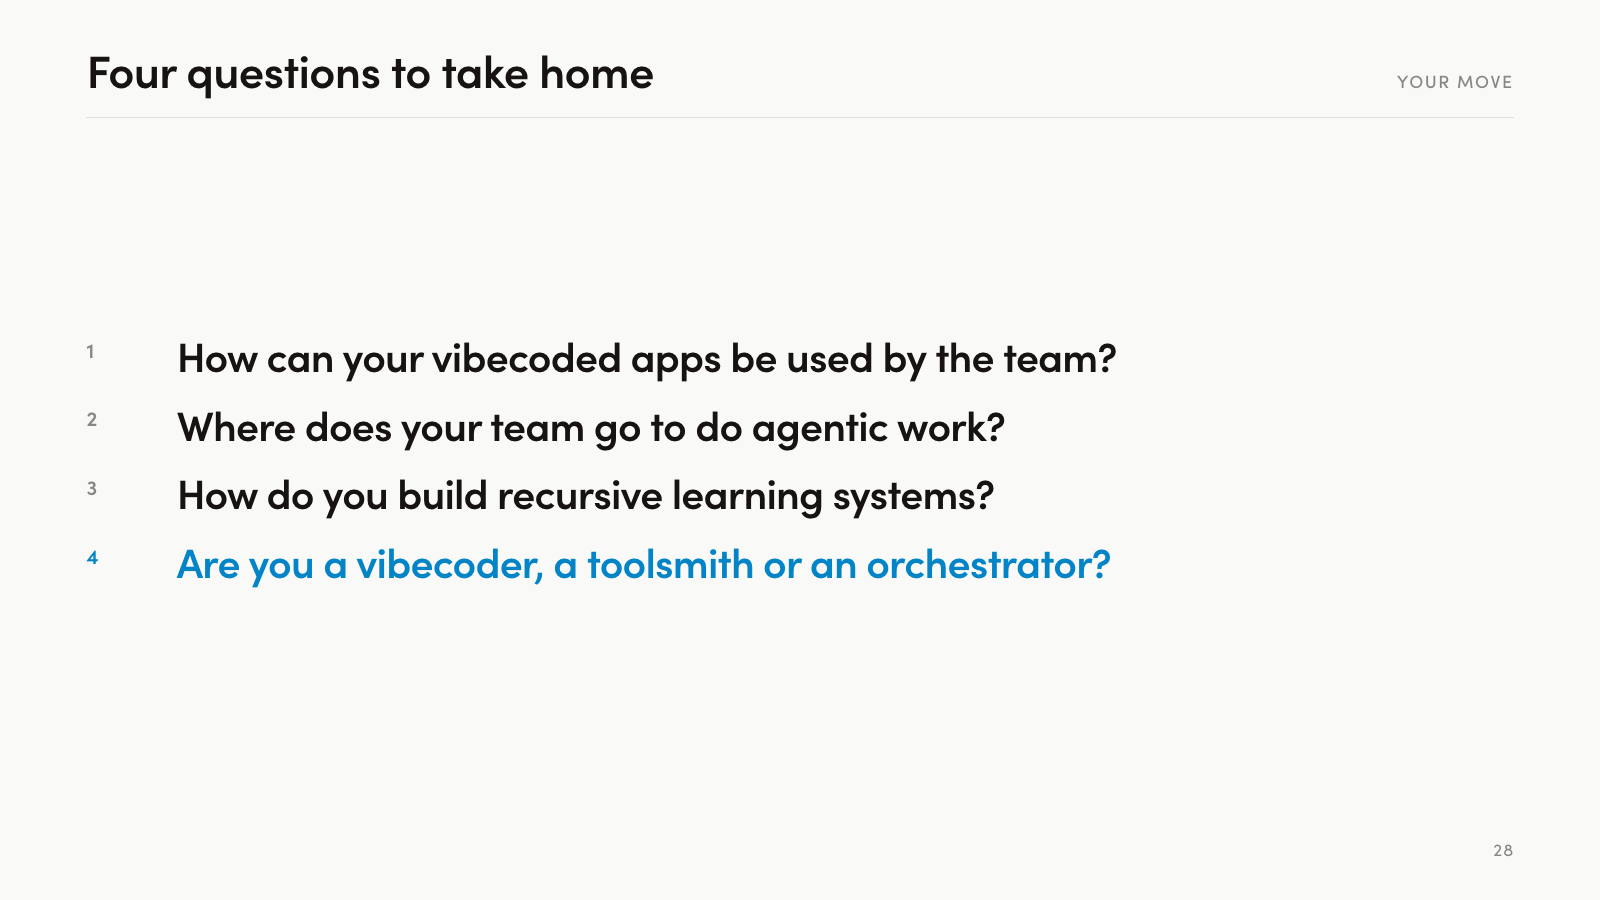 Four questions to take home
YOUR MOVE
1 How can your vibecoded apps be used by the team?
2 Where does your team go to do agentic work?
3 How do you build recursive learning systems?
4 Are you a vibecoder, a toolsmith or an orchestrator?
28